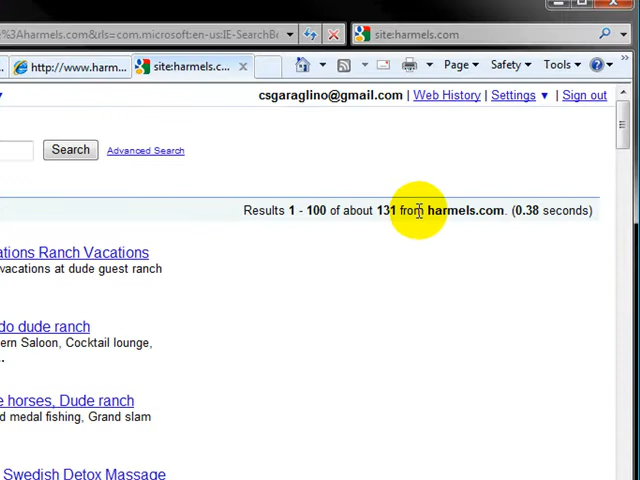 %3Aharmels.com&rls=com.microsoft:en-us:IE-SearchBo
site:harmels.com
http://www.harm...
site:harmels.c...
Page
Safety
Tools
csgaraglino@gmail.com | Web History | Settings ▼ | Sign out
Search
Advanced Search
Results 1 - 100 of about 131 from harmels.com. (0.38 seconds)
ations Ranch Vacations
vacations at dude guest ranch
do dude ranch
ern Saloon, Cocktail lounge,
..
e horses, Dude ranch
d medal fishing, Grand slam
Swedish Detox Massage